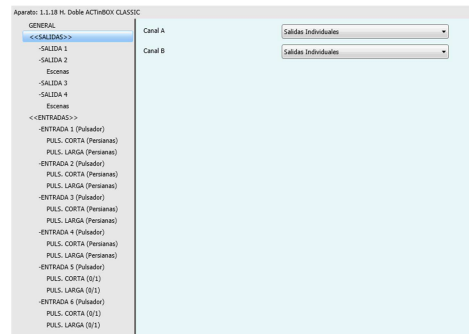 Aparato: 1.1.18 H. Doble ACTinBOX CLASSIC
GENERAL
<<SALIDAS>>
-SALIDA 1
-SALIDA 2
Escenas
-SALIDA 3
-SALIDA 4
Escenas
<<ENTRADAS>>
-ENTRADA 1 (Pulsador)
PULS. CORTA (Persianas)
PULS. LARGA (Persianas)
-ENTRADA 2 (Pulsador)
PULS. CORTA (Persianas)
PULS. LARGA (Persianas)
-ENTRADA 3 (Pulsador)
PULS. CORTA (Persianas)
PULS. LARGA (Persianas)
-ENTRADA 4 (Pulsador)
PULS. CORTA (Persianas)
PULS. LARGA (Persianas)
-ENTRADA 5 (Pulsador)
PULS. CORTA (0/1)
PULS. LARGA (0/1)
-ENTRADA 6 (Pulsador)
PULS. CORTA (0/1)
PULS. LARGA (0/1)
Canal A Salidas Individuales
Canal B Salidas Individuales